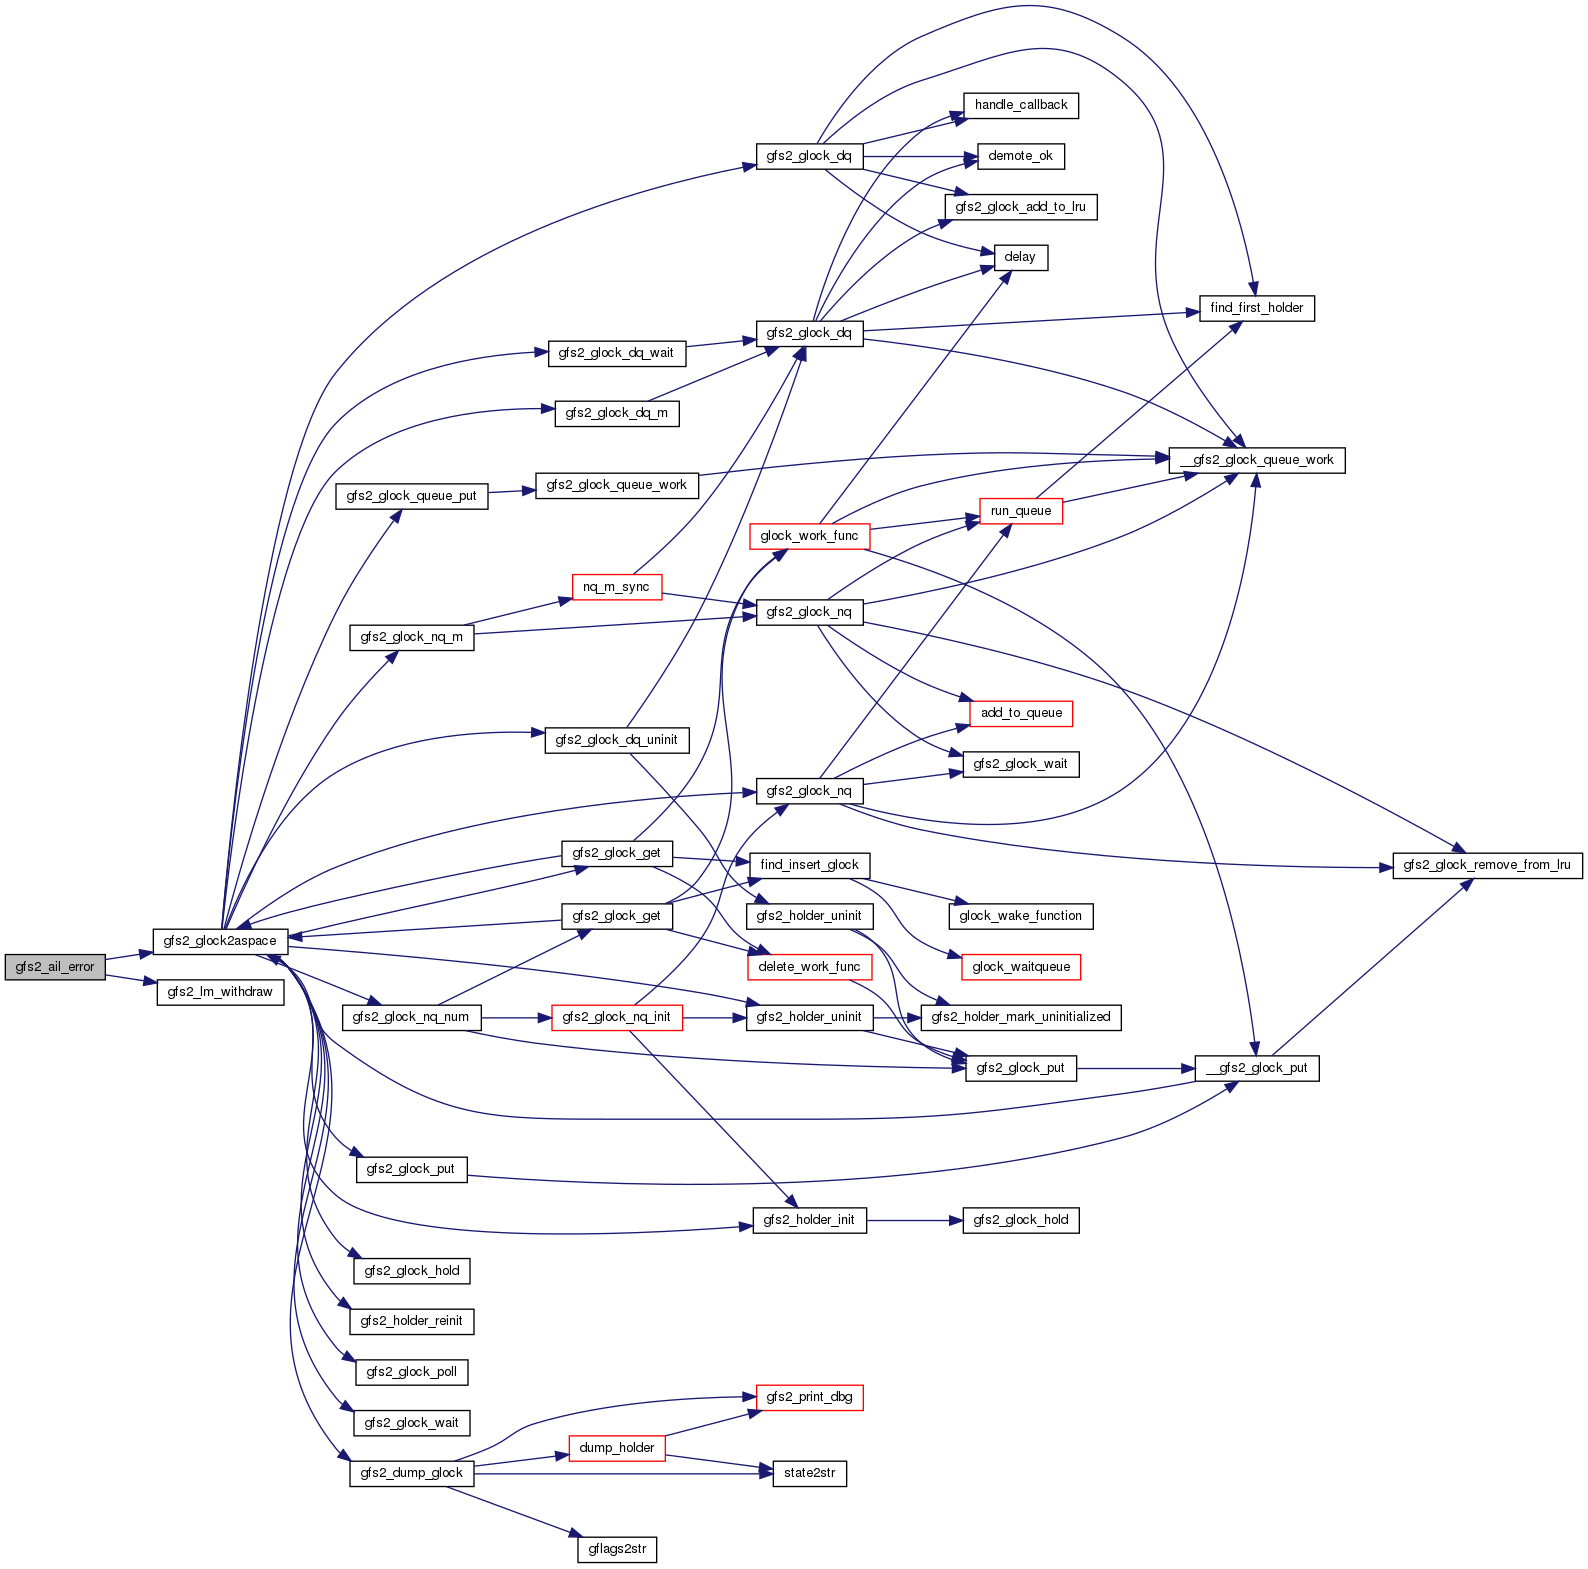 handle_callback
gfs2_glock_dq
demote_ok
gfs2_glock_add_to_lru
delay
find_first_holder
gfs2_glock_dq
gfs2_glock_dq_wait
gfs2_glock_dq_m
__gfs2_glock_queue_work
gfs2_glock_queue_work
gfs2_glock_queue_put
run_queue
glock_work_func
nq_m_sync
gfs2_glock_nq
gfs2_glock_nq_m
add_to_queue
gfs2_glock_dq_uninit
gfs2_glock_wait
gfs2_glock_nq
gfs2_glock_get
find_insert_glock
gfs2_glock_remove_from_lru
gfs2_glock_get
gfs2_holder_uninit
glock_wake_function
gfs2_glock2aspace
gfs2_ail_error
delete_work_func
glock_waitqueue
gfs2_lm_withdraw
gfs2_glock_nq_num
gfs2_glock_nq_init
gfs2_holder_uninit
gfs2_holder_mark_uninitialized
gfs2_glock_put
__gfs2_glock_put
gfs2_glock_put
gfs2_holder_init
gfs2_glock_hold
gfs2_glock_hold
gfs2_holder_reinit
gfs2_glock_poll
gfs2_print_dbg
gfs2_glock_wait
dump_holder
gfs2_dump_glock
state2str
gflags2str